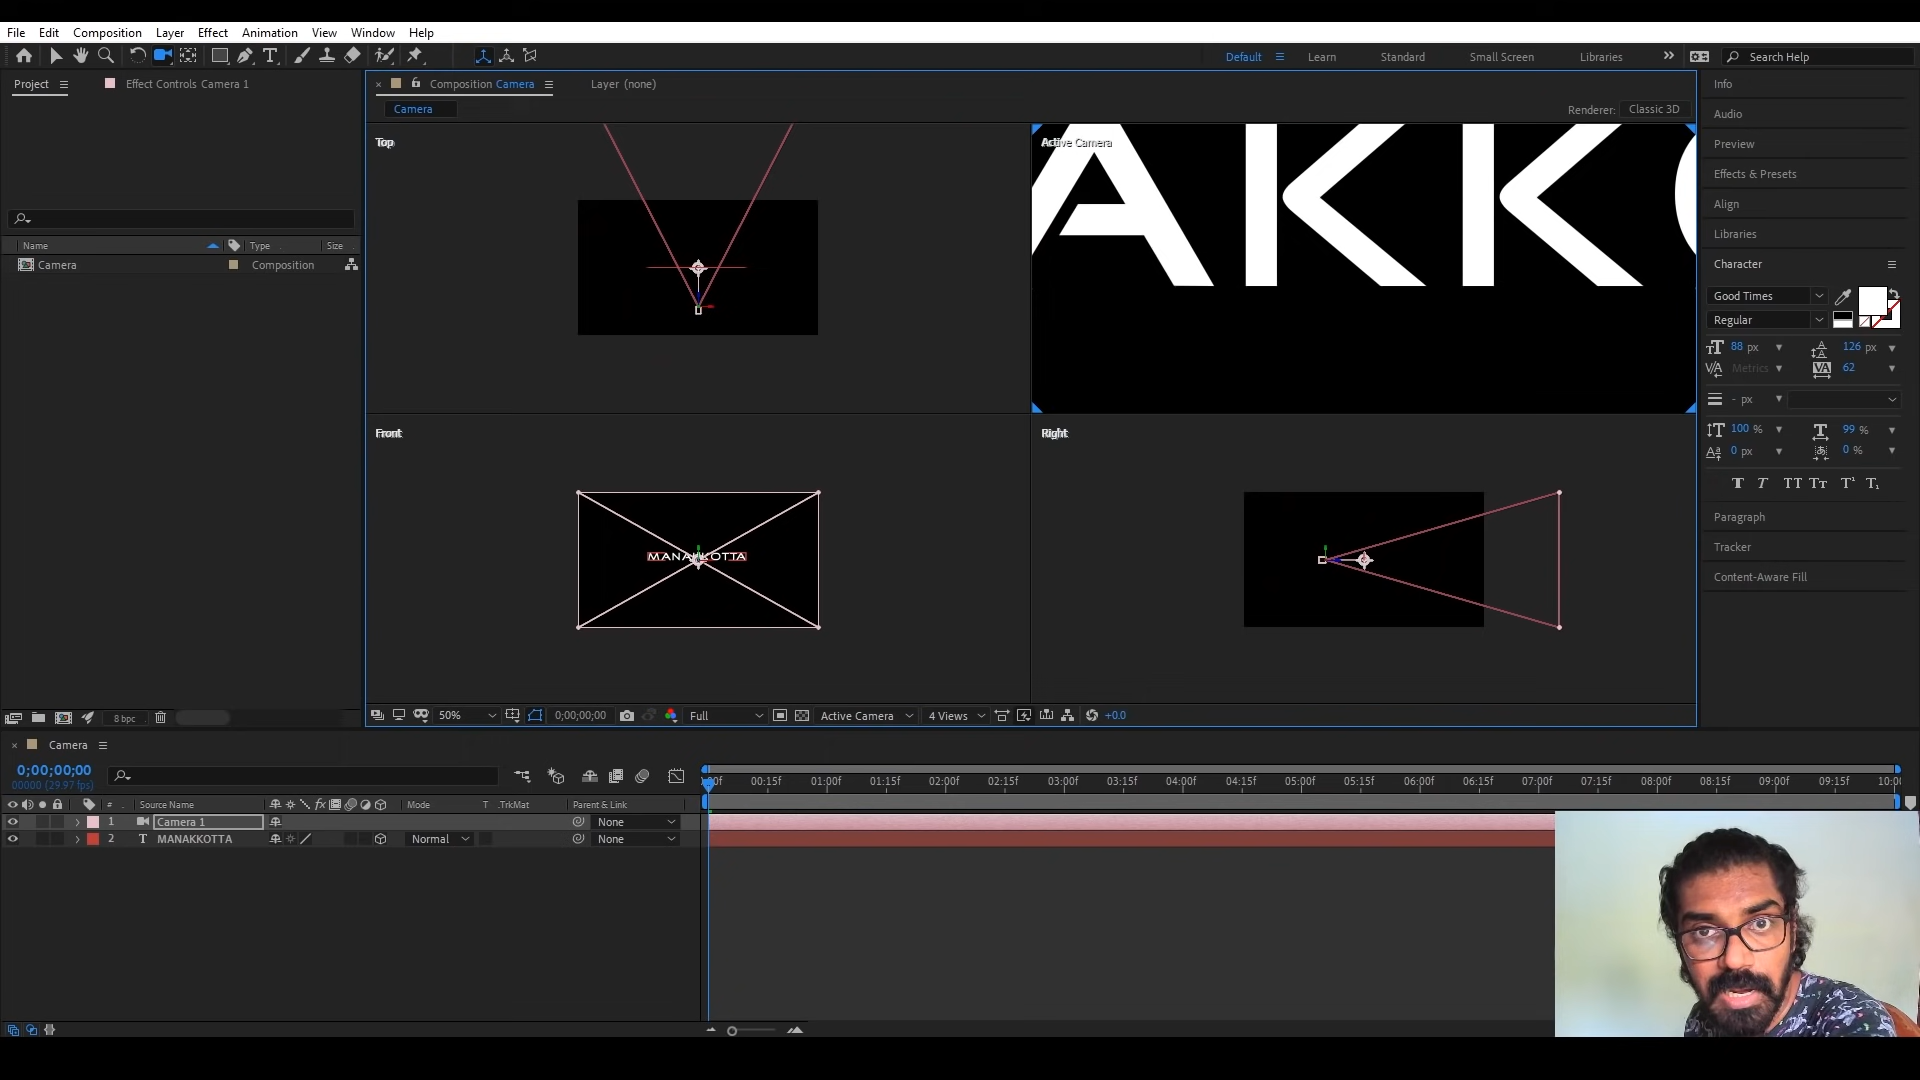 File Edit Composition Layer Effect Animation View Window Help
Default Learn Standard Small Screen Libraries Search Help
Project Effect Controls Camera 1
Composition Camera Layer (none)
Camera Renderer: Classic 3D
Name Type Size
Camera Composition
Top
Active Camera
AKKO
Front
MANAKKOTTA
Right
8 bpc
50% 0;00;00;00 Full Active Camera 4 Views +0.0
Info
Audio
Preview
Effects & Presets
Align
Libraries
Character
Good Times
Regular
88 px 126 px
Metrics 62
- px
100 % 99 %
0 px 0 %
Paragraph
Tracker
Content-Aware Fill
Camera
0;00;00;00
00000 (29.97 fps)
:00f 00:15f 01:00f 01:15f 02:00f 02:15f 03:00f 03:15f 04:00f 04:15f 05:00f 05:15f 06:00f 06:15f 07:00f 07:15f 08:00f 08:15f 09:00f 09:15f 10:0
# Source Name Mode T .TrkMat Parent & Link
1 Camera 1 None
2 MANAKKOTTA Normal None